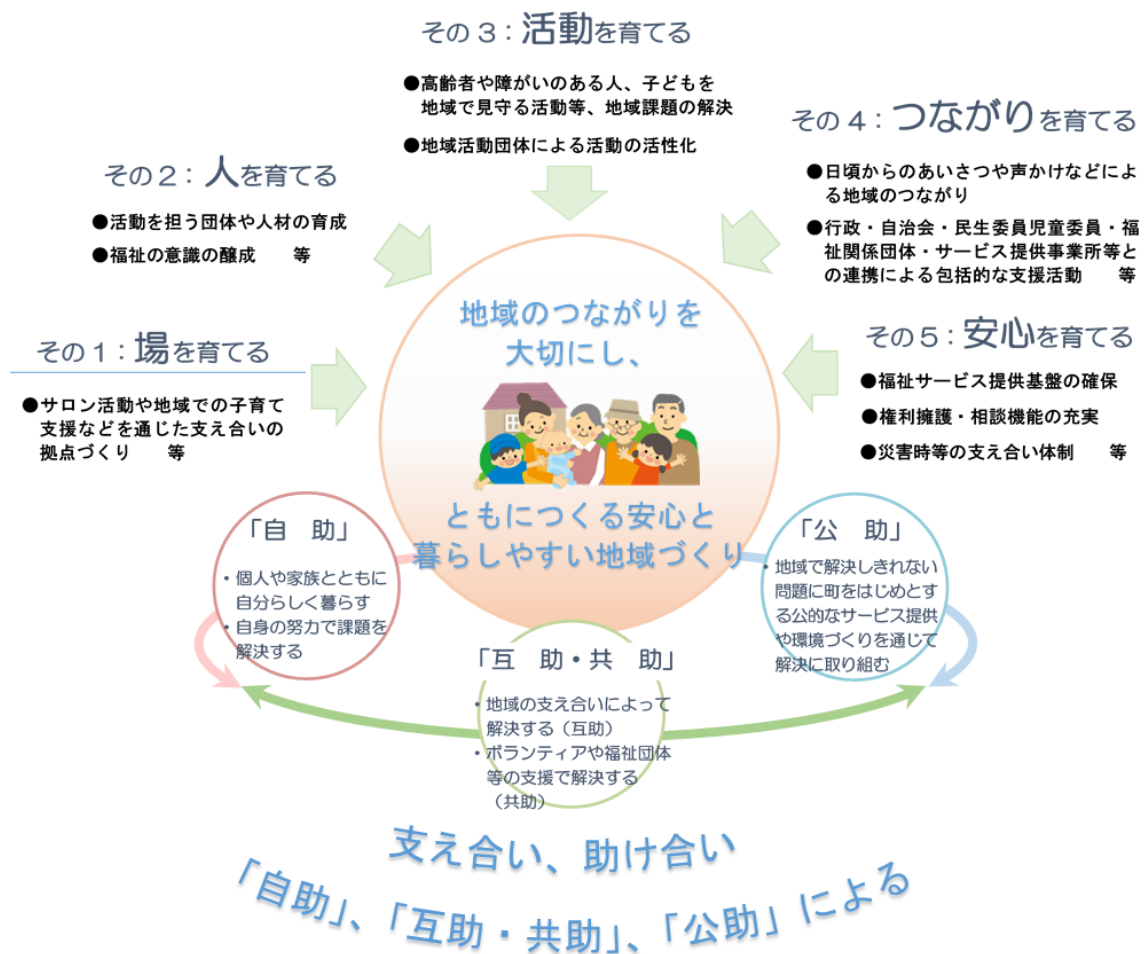 その3:活動を育てる
●高齢者や障がいのある人、子どもを
地域で見守る活動等、地域課題の解決
●地域活動団体による活動の活性化
その4:つながりを育てる
●日頃からのあいさつや声かけなどによ
る地域のつながり
●行政・自治会・民生委員児童委員・福
祉関係団体・サービス提供事業所等と
の連携による包括的な支援活動　等
その2:人を育てる
●活動を担う団体や人材の育成
●福祉の意識の醸成　等
その1:場を育てる
●サロン活動や地域での子育て
支援などを通じた支え合いの
拠点づくり　等
地域のつながりを
大切にし、
ともにつくる安心と
暮らしやすい地域づくり
その5:安心を育てる
●福祉サービス提供基盤の確保
●権利擁護・相談機能の充実
●災害時等の支え合い体制　等
「自　助」
・個人や家族とともに
自分らしく暮らす
・自身の努力で課題を
解決する
「互　助・共　助」
・地域の支え合いによって
解決する（互助）
・ボランティアや福祉団体
等の支援で解決する
（共助）
「公　助」
・地域で解決しきれない
問題に町をはじめとす
る公的なサービス提供
や環境づくりを通じて
解決に取り組む
支え合い、助け合い
「自助」、「互助・共助」、「公助」による